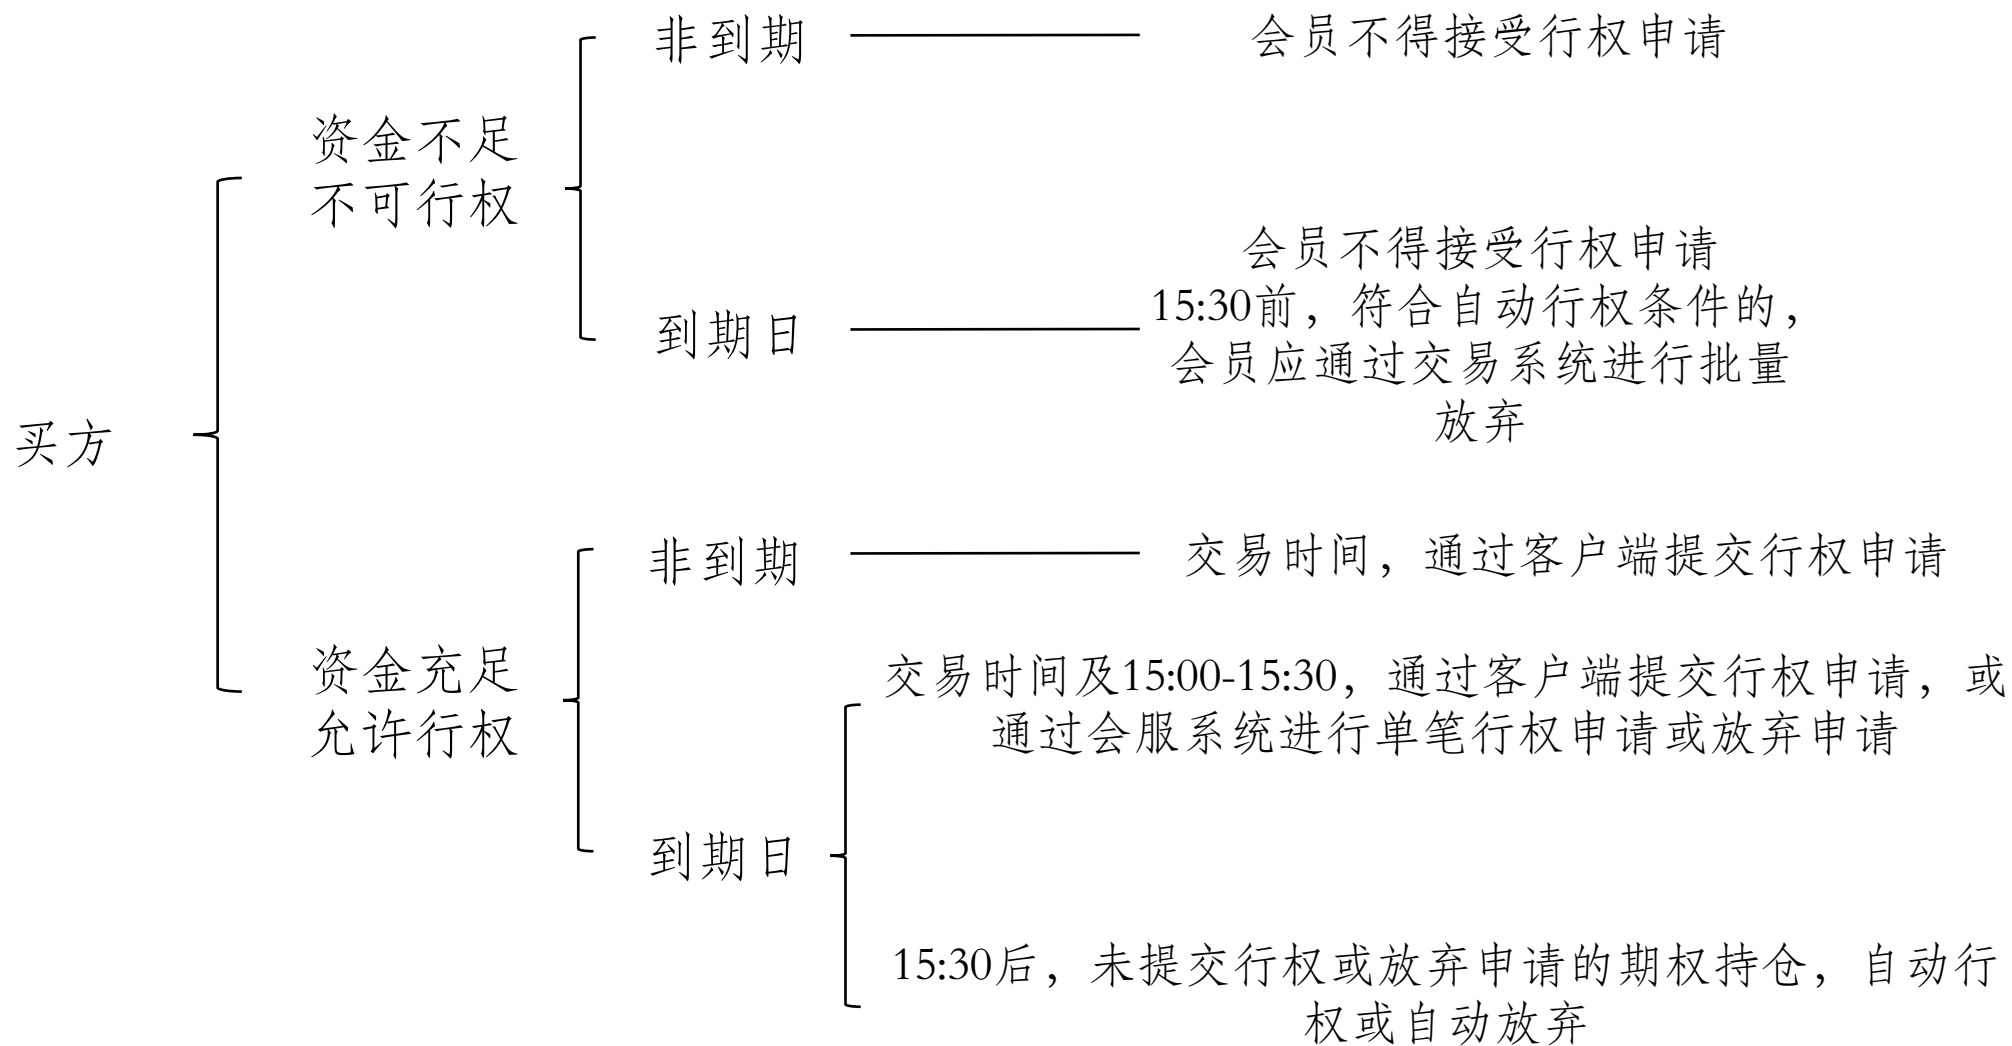 买方
资金不足
不可行权
非到期
会员不得接受行权申请
到期日
会员不得接受行权申请
15:30前，符合自动行权条件的，
会员应通过交易系统进行批量
放弃
资金充足
允许行权
非到期
交易时间，通过客户端提交行权申请
到期日
交易时间及15:00-15:30，通过客户端提交行权申请，或
通过会服系统进行单笔行权申请或放弃申请
15:30后，未提交行权或放弃申请的期权持仓，自动行
权或自动放弃